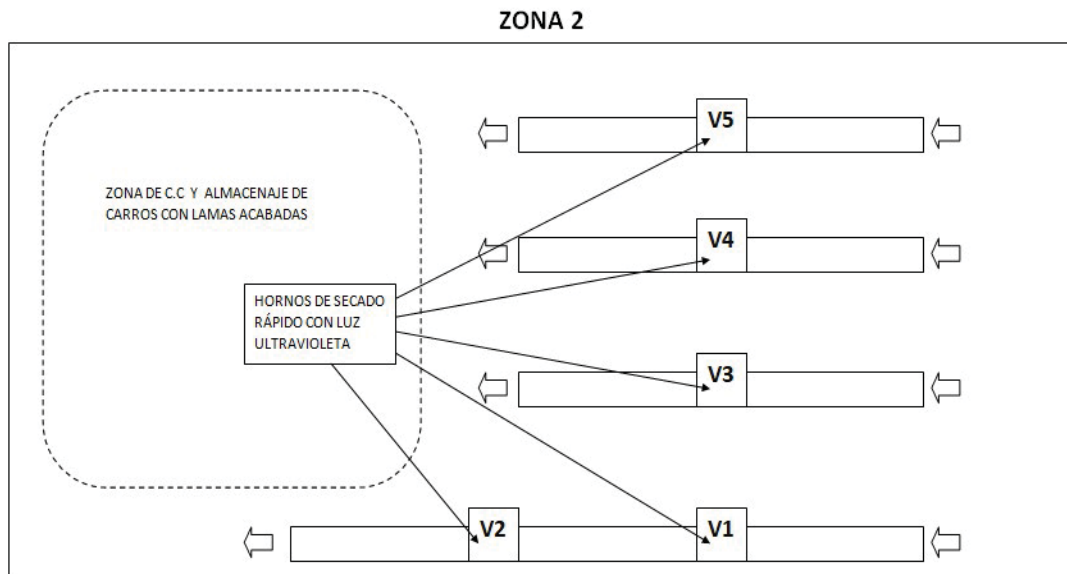 ZONA 2
V5
ZONA DE C.C Y ALMACENAJE DE
CARROS CON LAMAS ACABADAS
V4
HORNOS DE SECADO
RÁPIDO CON LUZ
ULTRAVIOLETA
V3
V2
V1